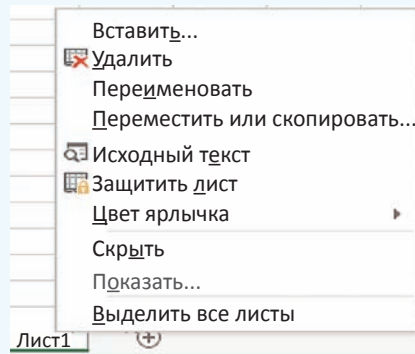 Вставить...
Удалить
Переименовать
Переместить или скопировать...
Исходный текст
Защитить лист
Цвет ярлычка
Скрыть
Показать...
Выделить все листы
Лист1